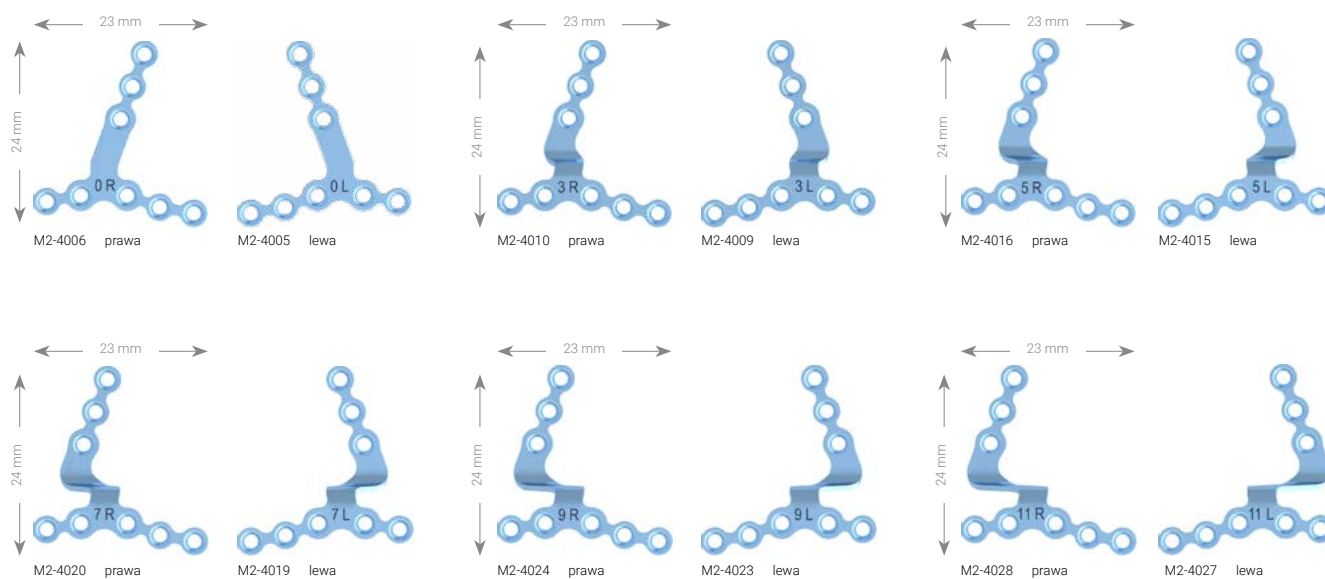 23 mm
23 mm
23 mm
24 mm
24 mm
24 mm
0 R
0 L
3 R
3 L
5 R
5 L
M2-4006 prawa
M2-4005 lewa
M2-4010 prawa
M2-4009 lewa
M2-4016 prawa
M2-4015 lewa
23 mm
23 mm
23 mm
24 mm
24 mm
24 mm
7 R
7 L
9 R
9 L
11 R
11 L
M2-4020 prawa
M2-4019 lewa
M2-4024 prawa
M2-4023 lewa
M2-4028 prawa
M2-4027 lewa